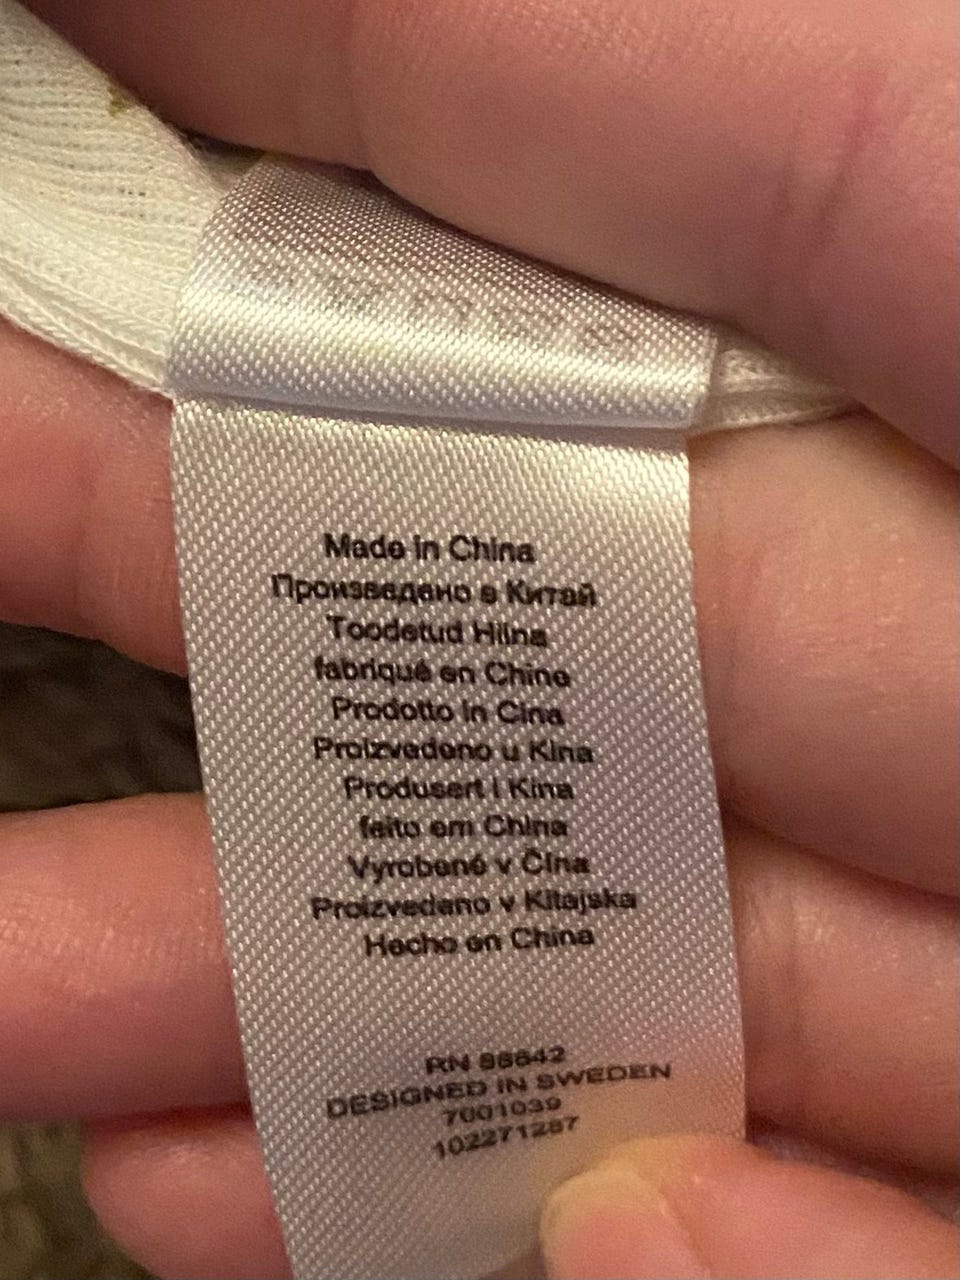 Made in China
Произведено в Китай
Toodetud Hiina
fabriqué en Chine
Prodotto in Cina
Proizvedeno u Kina
Produsert i Kina
feito em China
Vyrobené v Čína
Proizvedeno v Kitajska
Hecho en China
RN
DESIGNED IN SWEDEN
7001039
102271287